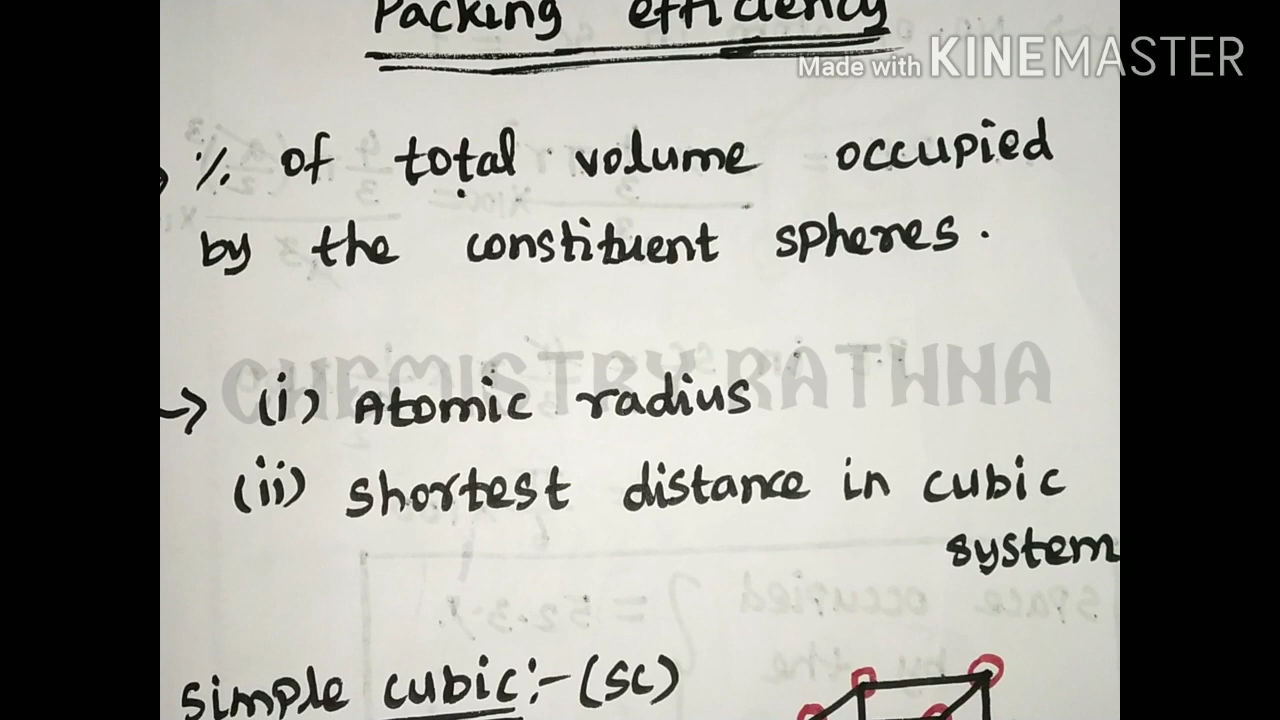 Packing efficiency
Made with KINEMASTER
% of total volume occupied
by the constituent spheres.
CHEMISTRY RATHNA
→ (i) Atomic radius
(ii) shortest distance in cubic
system
simple cubic:- (SC)